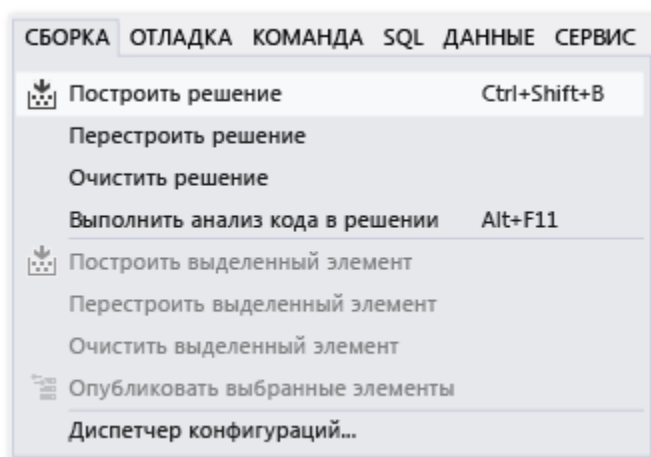 СБОРКА ОТЛАДКА КОМАНДА SQL ДАННЫЕ СЕРВИС
Построить решение Ctrl+Shift+B
Перестроить решение
Очистить решение
Выполнить анализ кода в решении Alt+F11
Построить выделенный элемент
Перестроить выделенный элемент
Очистить выделенный элемент
Опубликовать выбранные элементы
Диспетчер конфигураций...